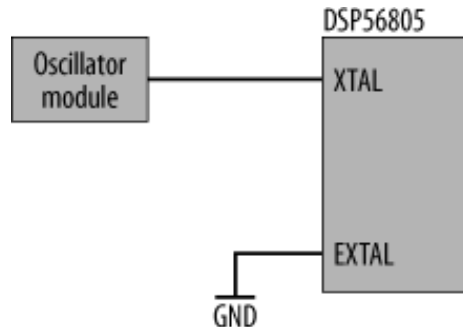 DSP56805
Oscillator
module
XTAL
EXTAL
GND